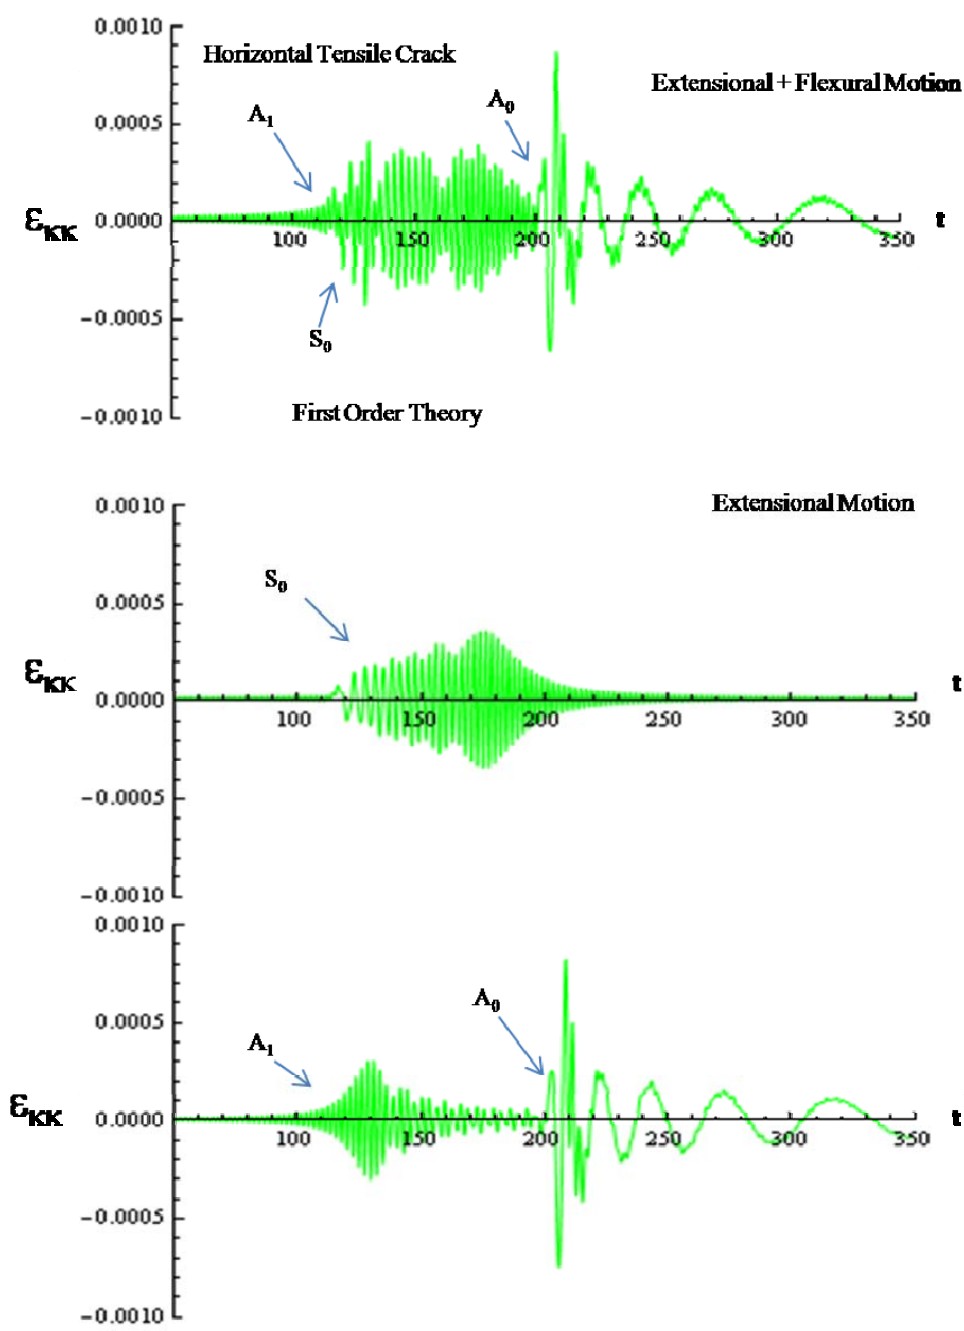 0.0010
Horizontal Tensile Crack
Extensional + Flexural Motion
A0
A1
0.0005
εKK
0.0000
t
100 150 200 250 300 350
−0.0005
S0
−0.0010
First Order Theory
0.0010
Extensional Motion
S0
0.0005
εKK
0.0000
t
100 150 200 250 300 350
−0.0005
−0.0010
0.0010
A0
0.0005
A1
εKK
0.0000
t
100 150 200 250 300 350
−0.0005
−0.0010